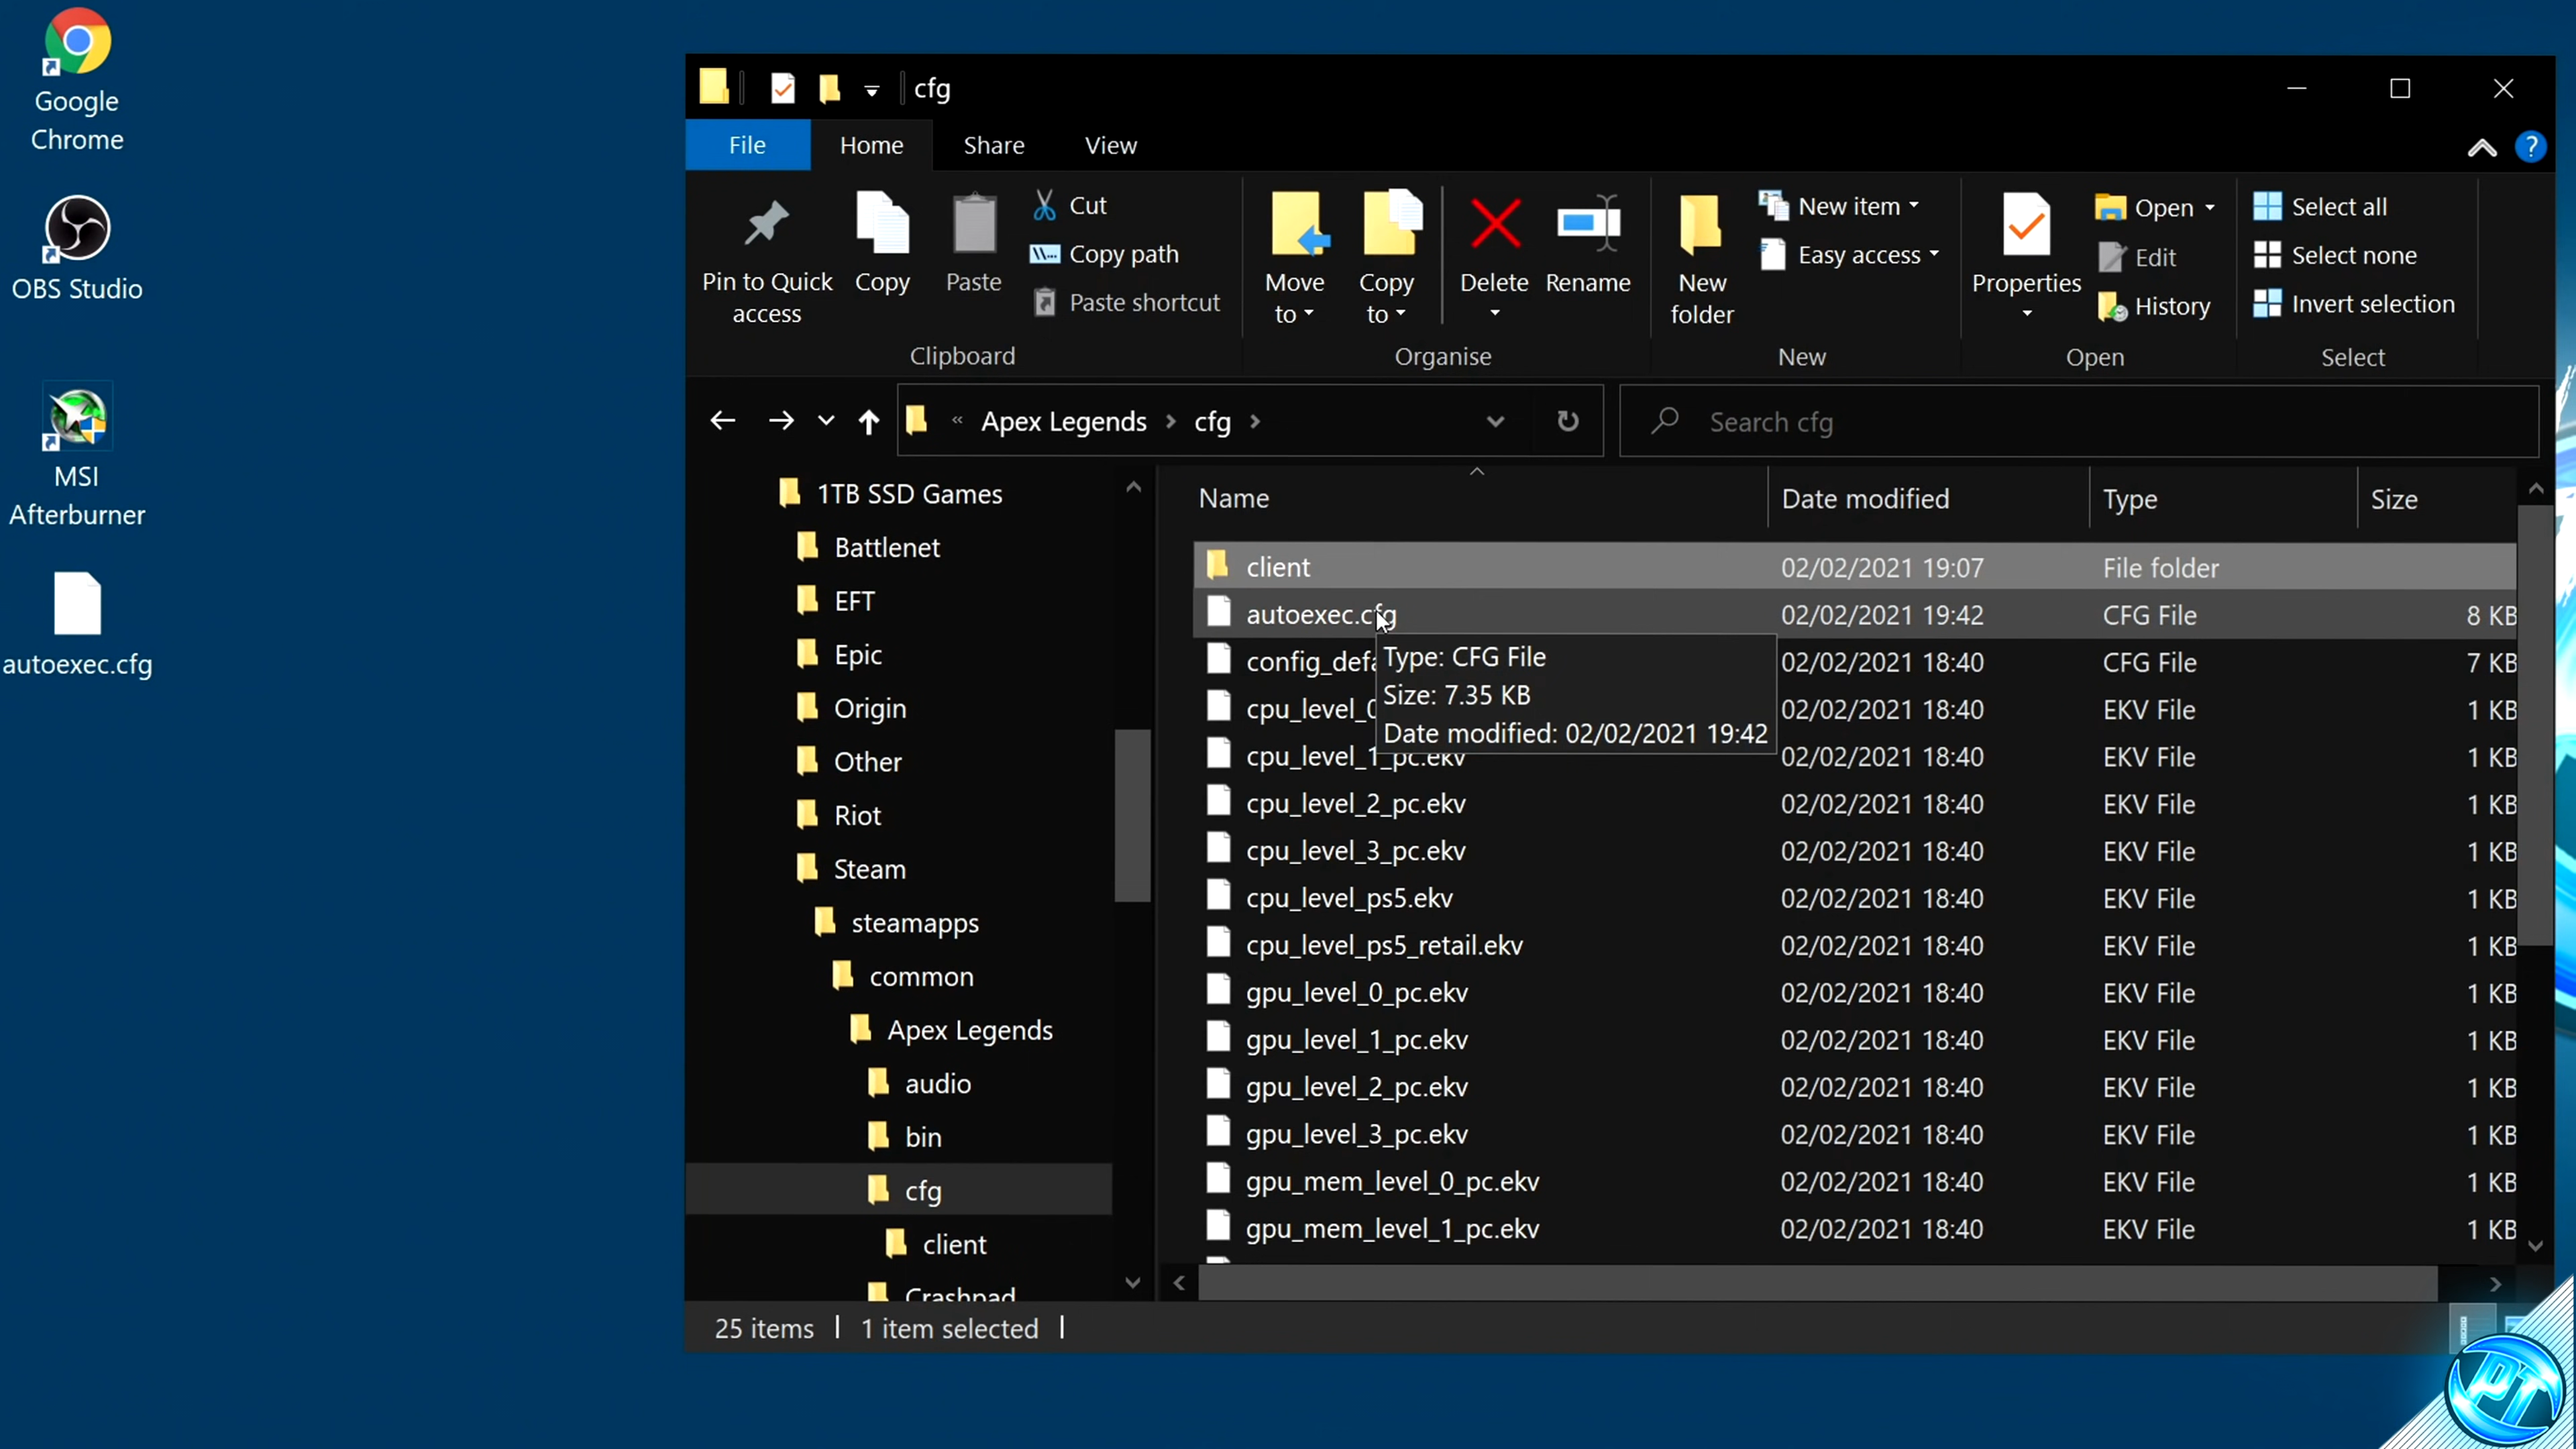 Google
Chrome
OBS Studio
MSI
Afterburner
autoexec.cfg
cfg
File Home Share View
Pin to Quick
access
Copy
Paste
Cut
Copy path
Paste shortcut
Clipboard
Move
to
Copy
to
Delete
Rename
Organise
New
folder
New item
Easy access
New
Properties
Open
Edit
History
Open
Select all
Select none
Invert selection
Select
« Apex Legends > cfg >
Search cfg
1TB SSD Games
Battlenet
EFT
Epic
Origin
Other
Riot
Steam
steamapps
common
Apex Legends
audio
bin
cfg
client
Crashpad
Name Date modified Type Size
client 02/02/2021 19:07 File folder
autoexec.cfg 02/02/2021 19:42 CFG File 8 KB
config_defa 02/02/2021 18:40 CFG File 7 KB
cpu_level_0 02/02/2021 18:40 EKV File 1 KB
cpu_level_1_pc.ekv 02/02/2021 18:40 EKV File 1 KB
cpu_level_2_pc.ekv 02/02/2021 18:40 EKV File 1 KB
cpu_level_3_pc.ekv 02/02/2021 18:40 EKV File 1 KB
cpu_level_ps5.ekv 02/02/2021 18:40 EKV File 1 KB
cpu_level_ps5_retail.ekv 02/02/2021 18:40 EKV File 1 KB
gpu_level_0_pc.ekv 02/02/2021 18:40 EKV File 1 KB
gpu_level_1_pc.ekv 02/02/2021 18:40 EKV File 1 KB
gpu_level_2_pc.ekv 02/02/2021 18:40 EKV File 1 KB
gpu_level_3_pc.ekv 02/02/2021 18:40 EKV File 1 KB
gpu_mem_level_0_pc.ekv 02/02/2021 18:40 EKV File 1 KB
gpu_mem_level_1_pc.ekv 02/02/2021 18:40 EKV File 1 KB
Type: CFG File
Size: 7.35 KB
Date modified: 02/02/2021 19:42
25 items | 1 item selected |
PT